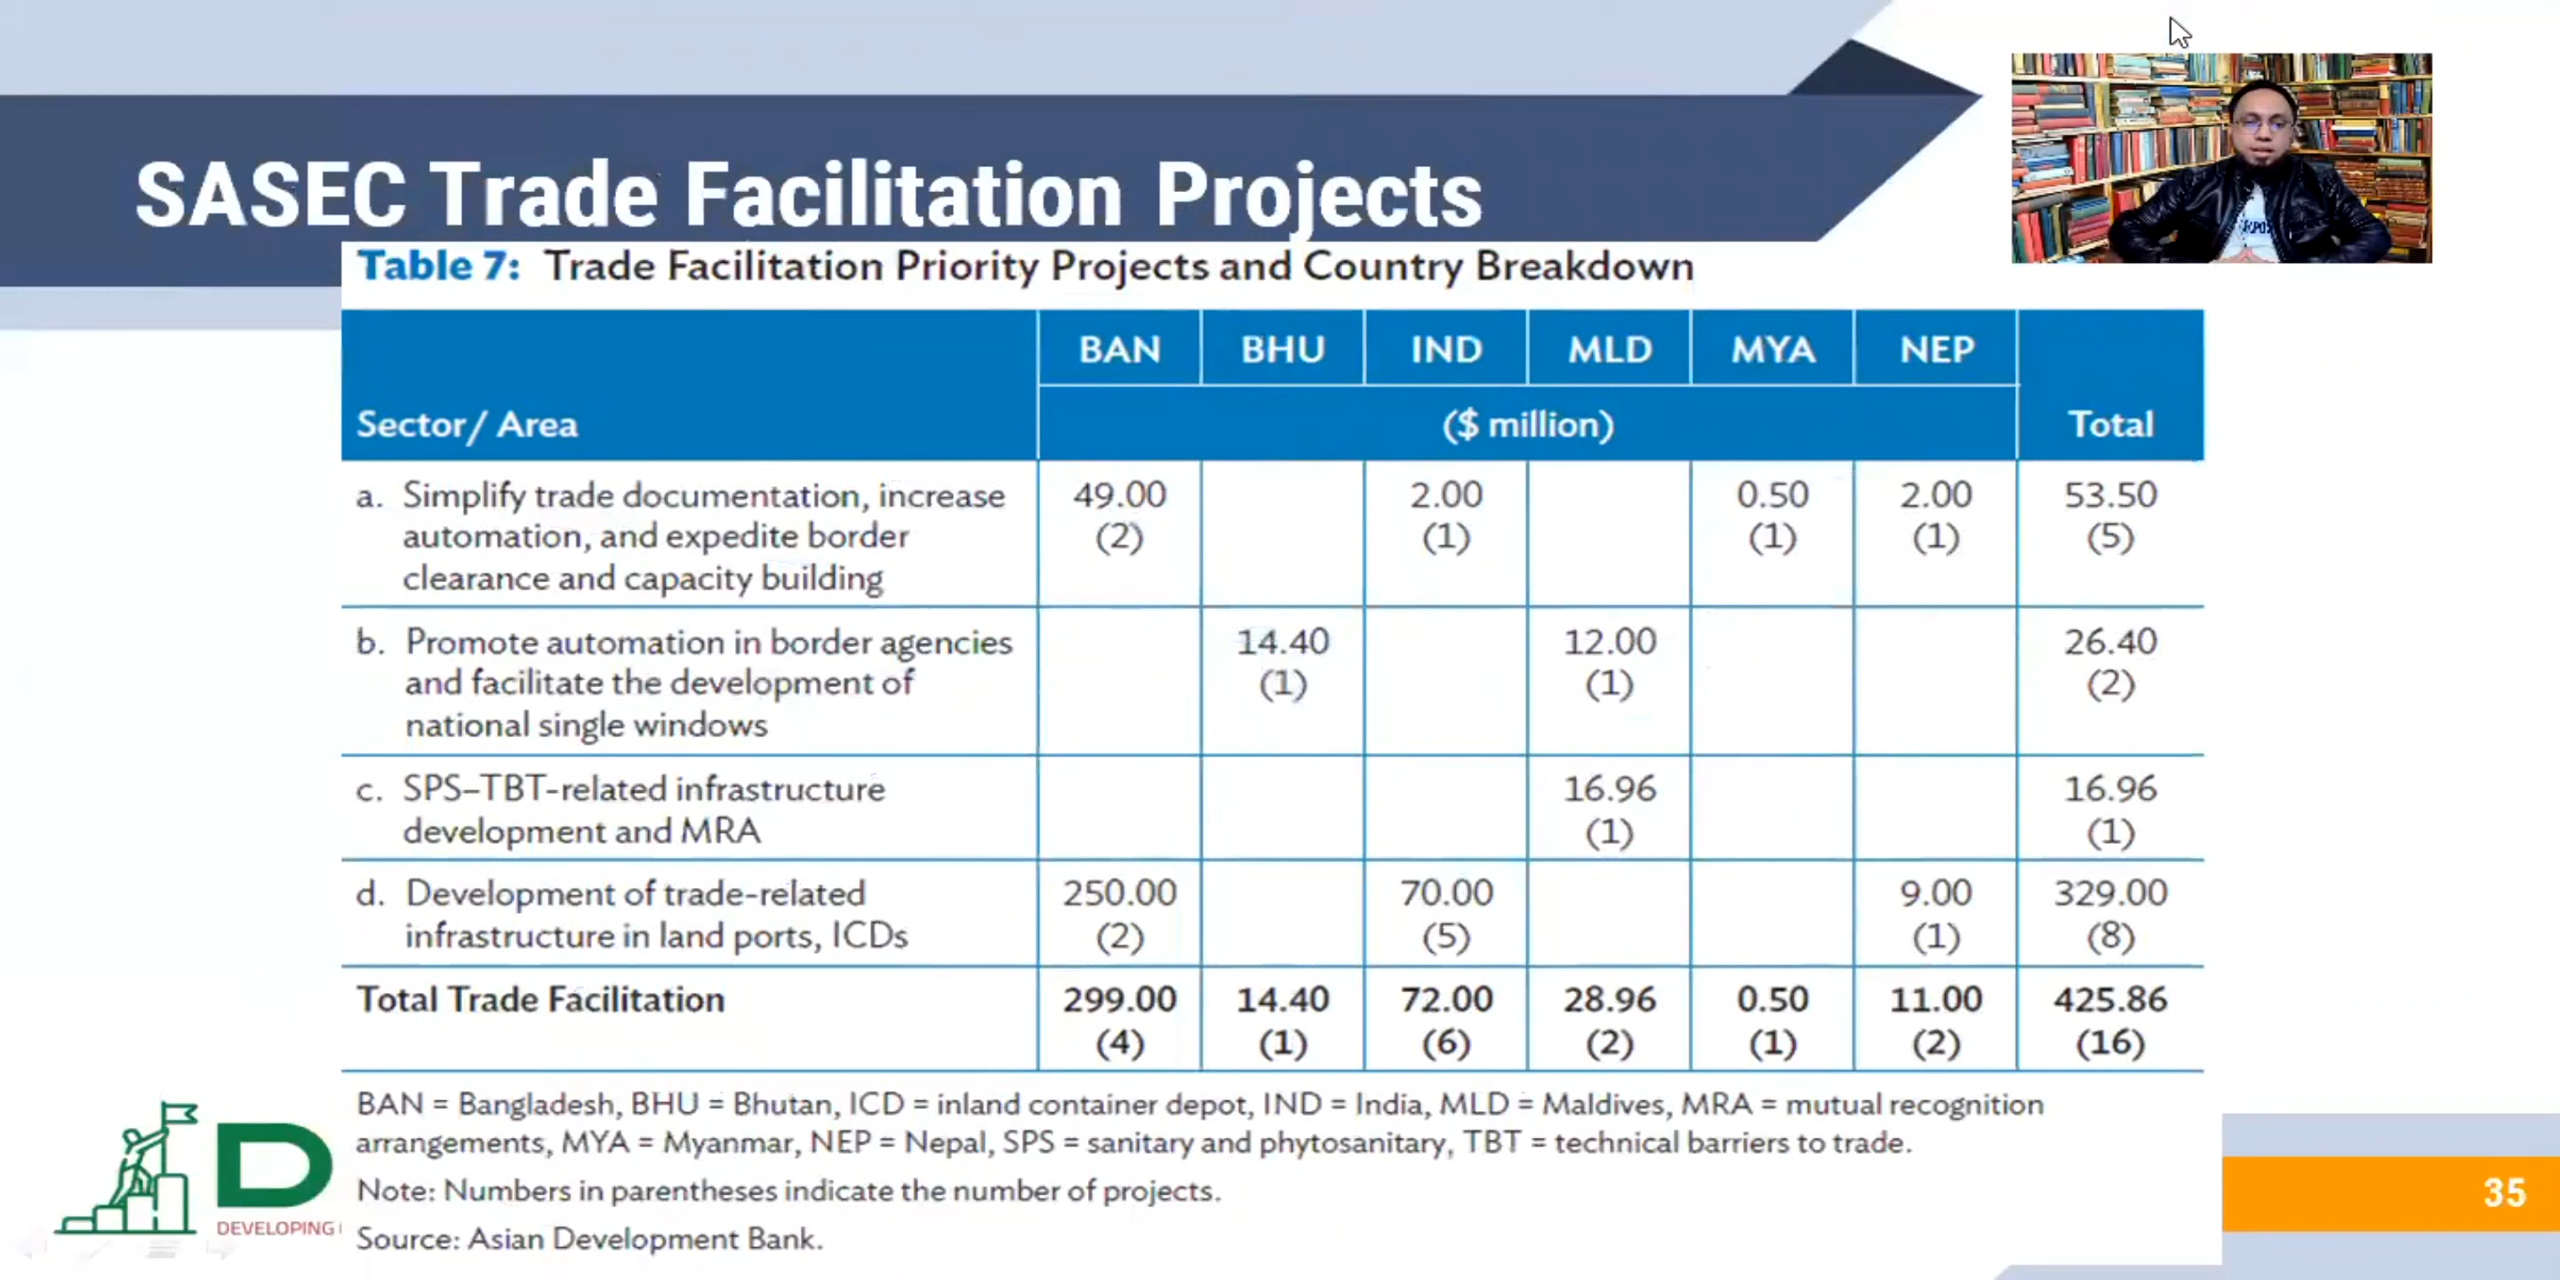 SASEC Trade Facilitation Projects
Table 7: Trade Facilitation Priority Projects and Country Breakdown
BAN BHU IND MLD MYA NEP
Sector/ Area ($ million) Total
a. Simplify trade documentation, increase 49.00 2.00 0.50 2.00 53.50
automation, and expedite border (2) (1) (1) (1) (5)
clearance and capacity building
b. Promote automation in border agencies 14.40 12.00 26.40
and facilitate the development of (1) (1) (2)
national single windows
c. SPS–TBT-related infrastructure 16.96 16.96
development and MRA (1) (1)
d. Development of trade-related 250.00 70.00 9.00 329.00
infrastructure in land ports, ICDs (2) (5) (1) (8)
Total Trade Facilitation 299.00 14.40 72.00 28.96 0.50 11.00 425.86
(4) (1) (6) (2) (1) (2) (16)
BAN = Bangladesh, BHU = Bhutan, ICD = inland container depot, IND = India, MLD = Maldives, MRA = mutual recognition
arrangements, MYA = Myanmar, NEP = Nepal, SPS = sanitary and phytosanitary, TBT = technical barriers to trade.
Note: Numbers in parentheses indicate the number of projects.
Source: Asian Development Bank.
D
DEVELOPING
35